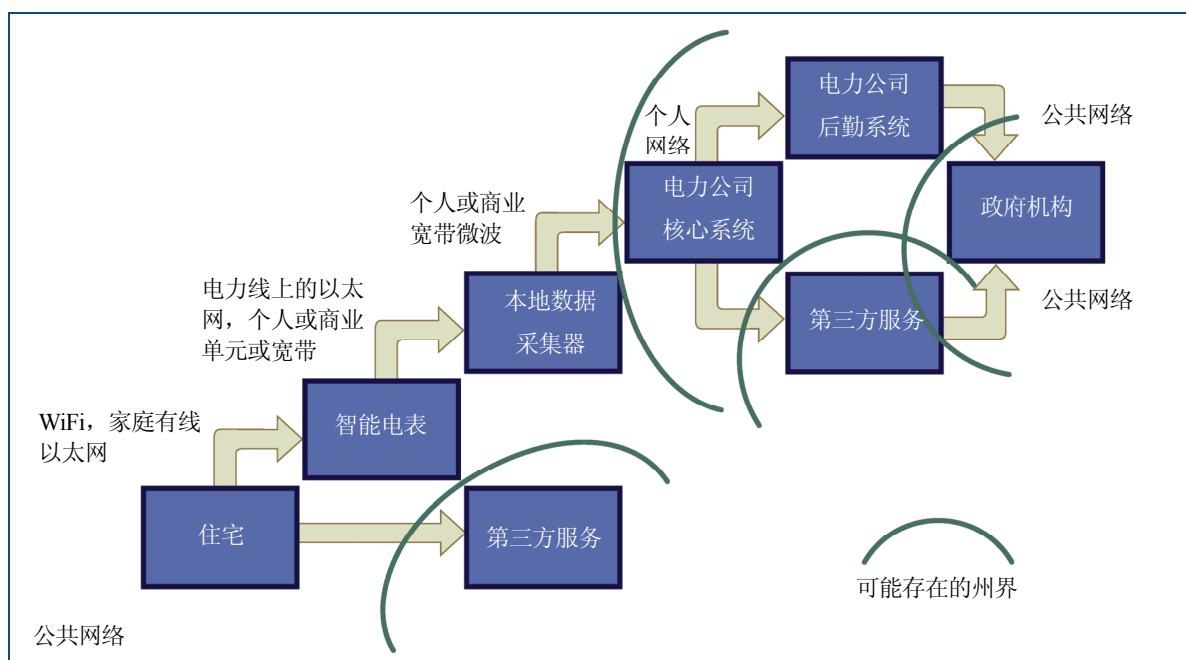 电力公司
后勤系统
公共网络
个人
网络
电力公司
核心系统
政府机构
个人或商业
宽带微波
电力线上的以太
网，个人或商业
单元或宽带
本地数据
采集器
第三方服务
公共网络
WiFi，家庭有线
以太网
智能电表
住宅
第三方服务
可能存在的州界
公共网络